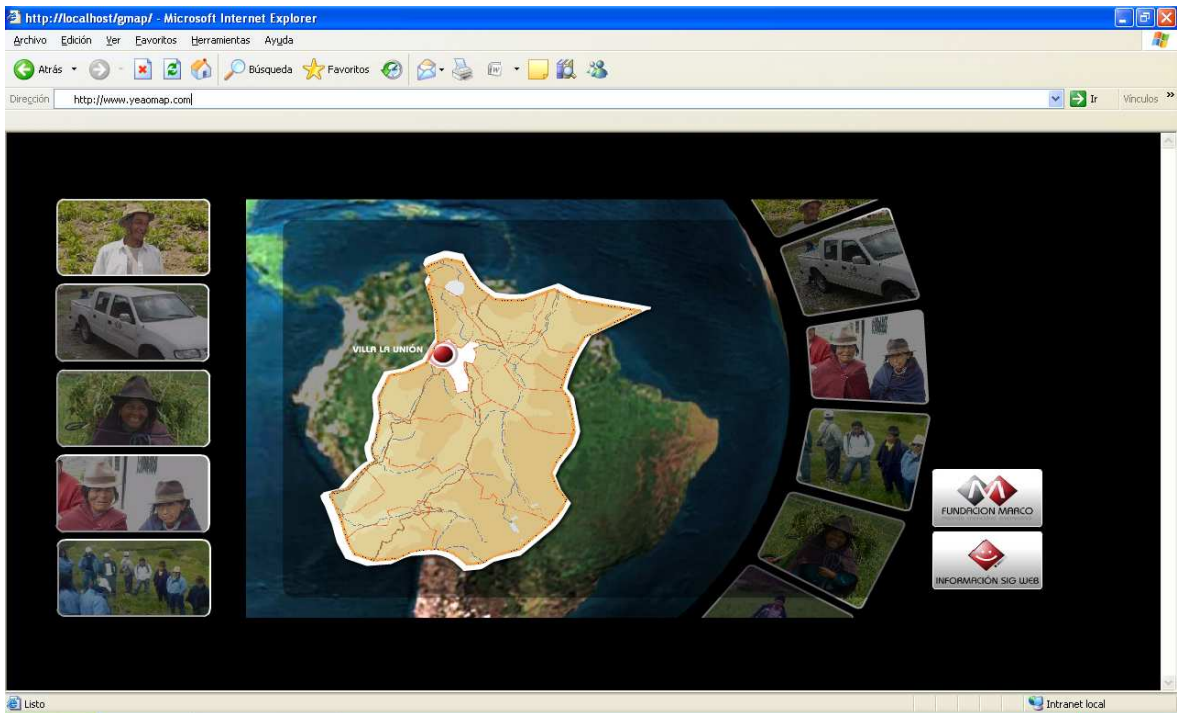 http://localhost/gmap/ - Microsoft Internet Explorer
Archivo Edición Ver Favoritos Herramientas Ayuda
Atrás Búsqueda Favoritos
Dirección http://www.yeaomap.com Ir Vínculos »
VILLA LA UNIÓN
FUNDACION MARCO
INFORMACIÓN SIG WEB
Listo Intranet local